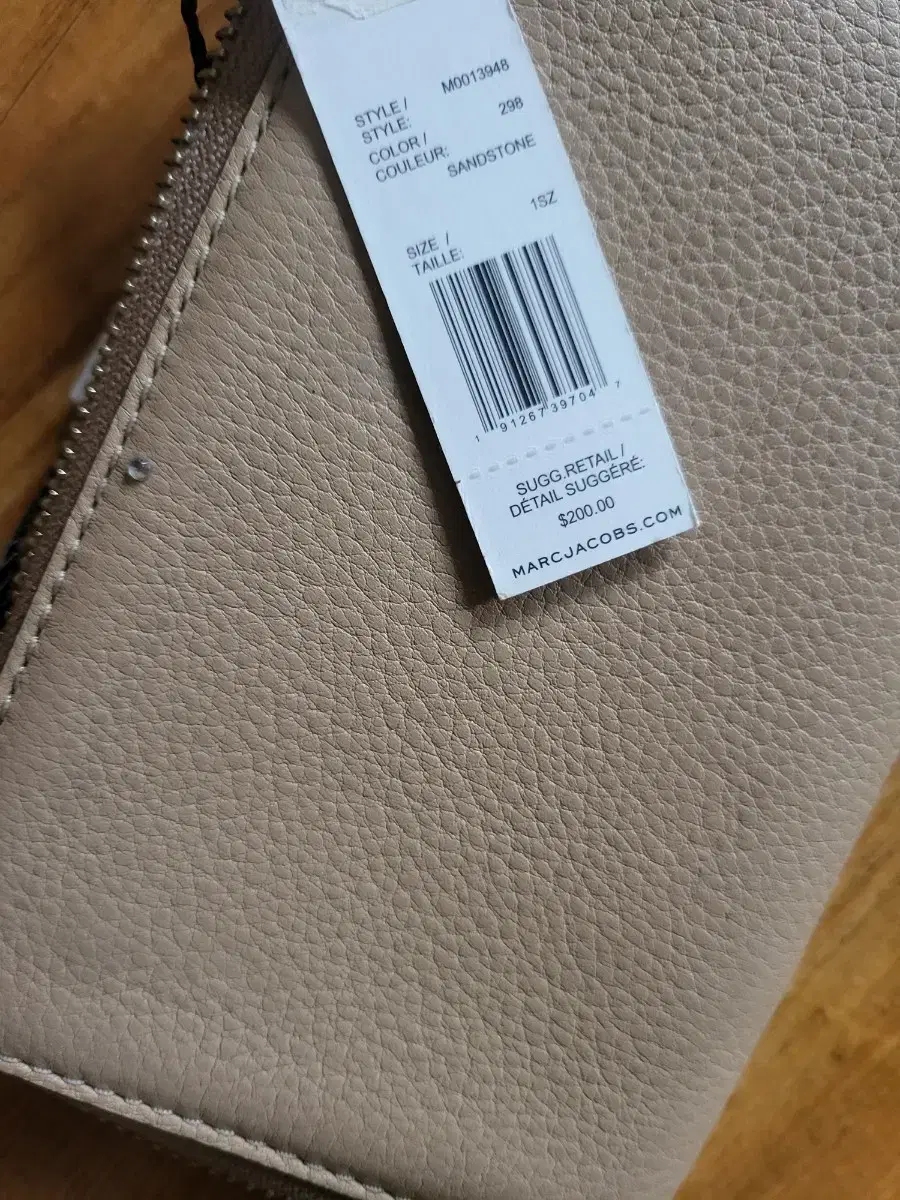 STYLE /
STYLE: M0013948
COLOR / 298
COULEUR: SANDSTONE
SIZE / 1SZ
TAILLE:
1 91267 39704 7
SUGG.RETAIL /
DÉTAIL SUGGÉRÉ:
$200.00
MARCJACOBS.COM